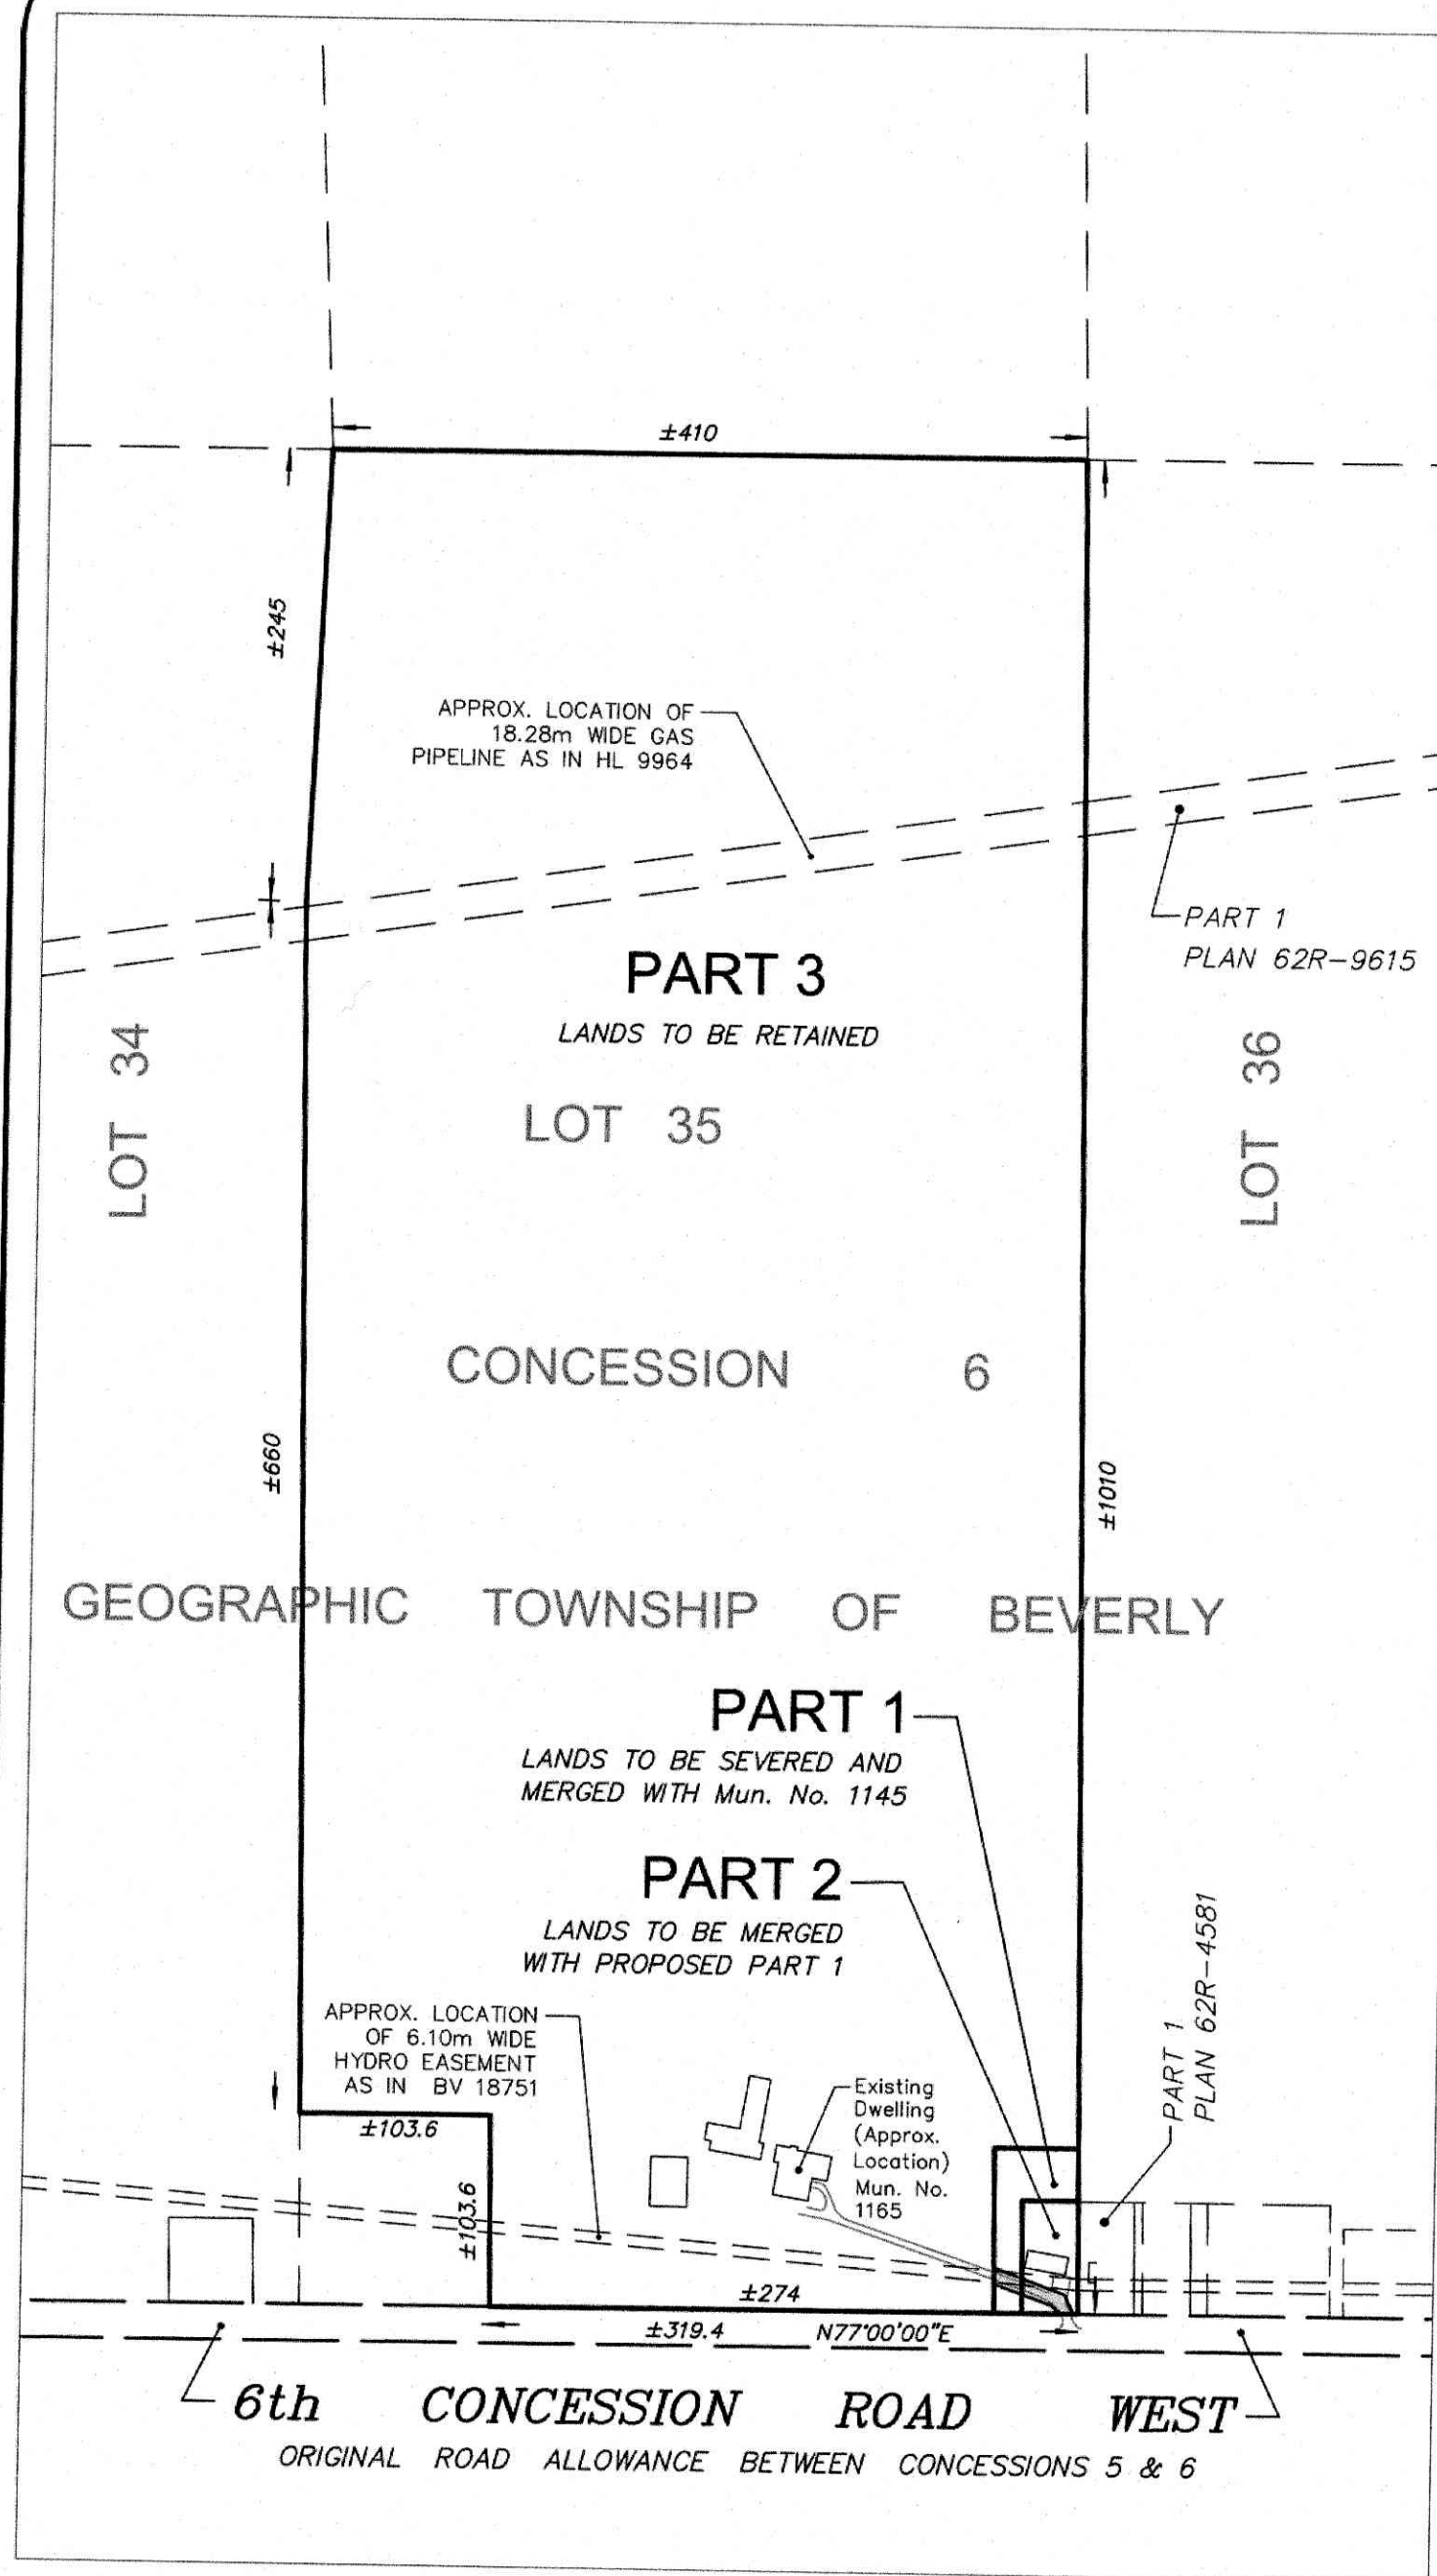 ±410
±245
APPROX. LOCATION OF
18.28m WIDE GAS
PIPELINE AS IN HL 9964
PART 1
PLAN 62R-9615
PART 3
LANDS TO BE RETAINED
LOT 34
LOT 35
LOT 36
CONCESSION 6
±660
±1010
GEOGRAPHIC TOWNSHIP OF BEVERLY
PART 1
LANDS TO BE SEVERED AND
MERGED WITH Mun. No. 1145
PART 2
LANDS TO BE MERGED
WITH PROPOSED PART 1
PART 1
PLAN 62R-4581
APPROX. LOCATION
OF 6.10m WIDE
HYDRO EASEMENT
AS IN BV 18751
Existing
Dwelling
(Approx.
Location)
Mun. No.
1165
±103.6
±103.6
±274
±319.4 N77°00'00"E
6th CONCESSION ROAD WEST
ORIGINAL ROAD ALLOWANCE BETWEEN CONCESSIONS 5 & 6